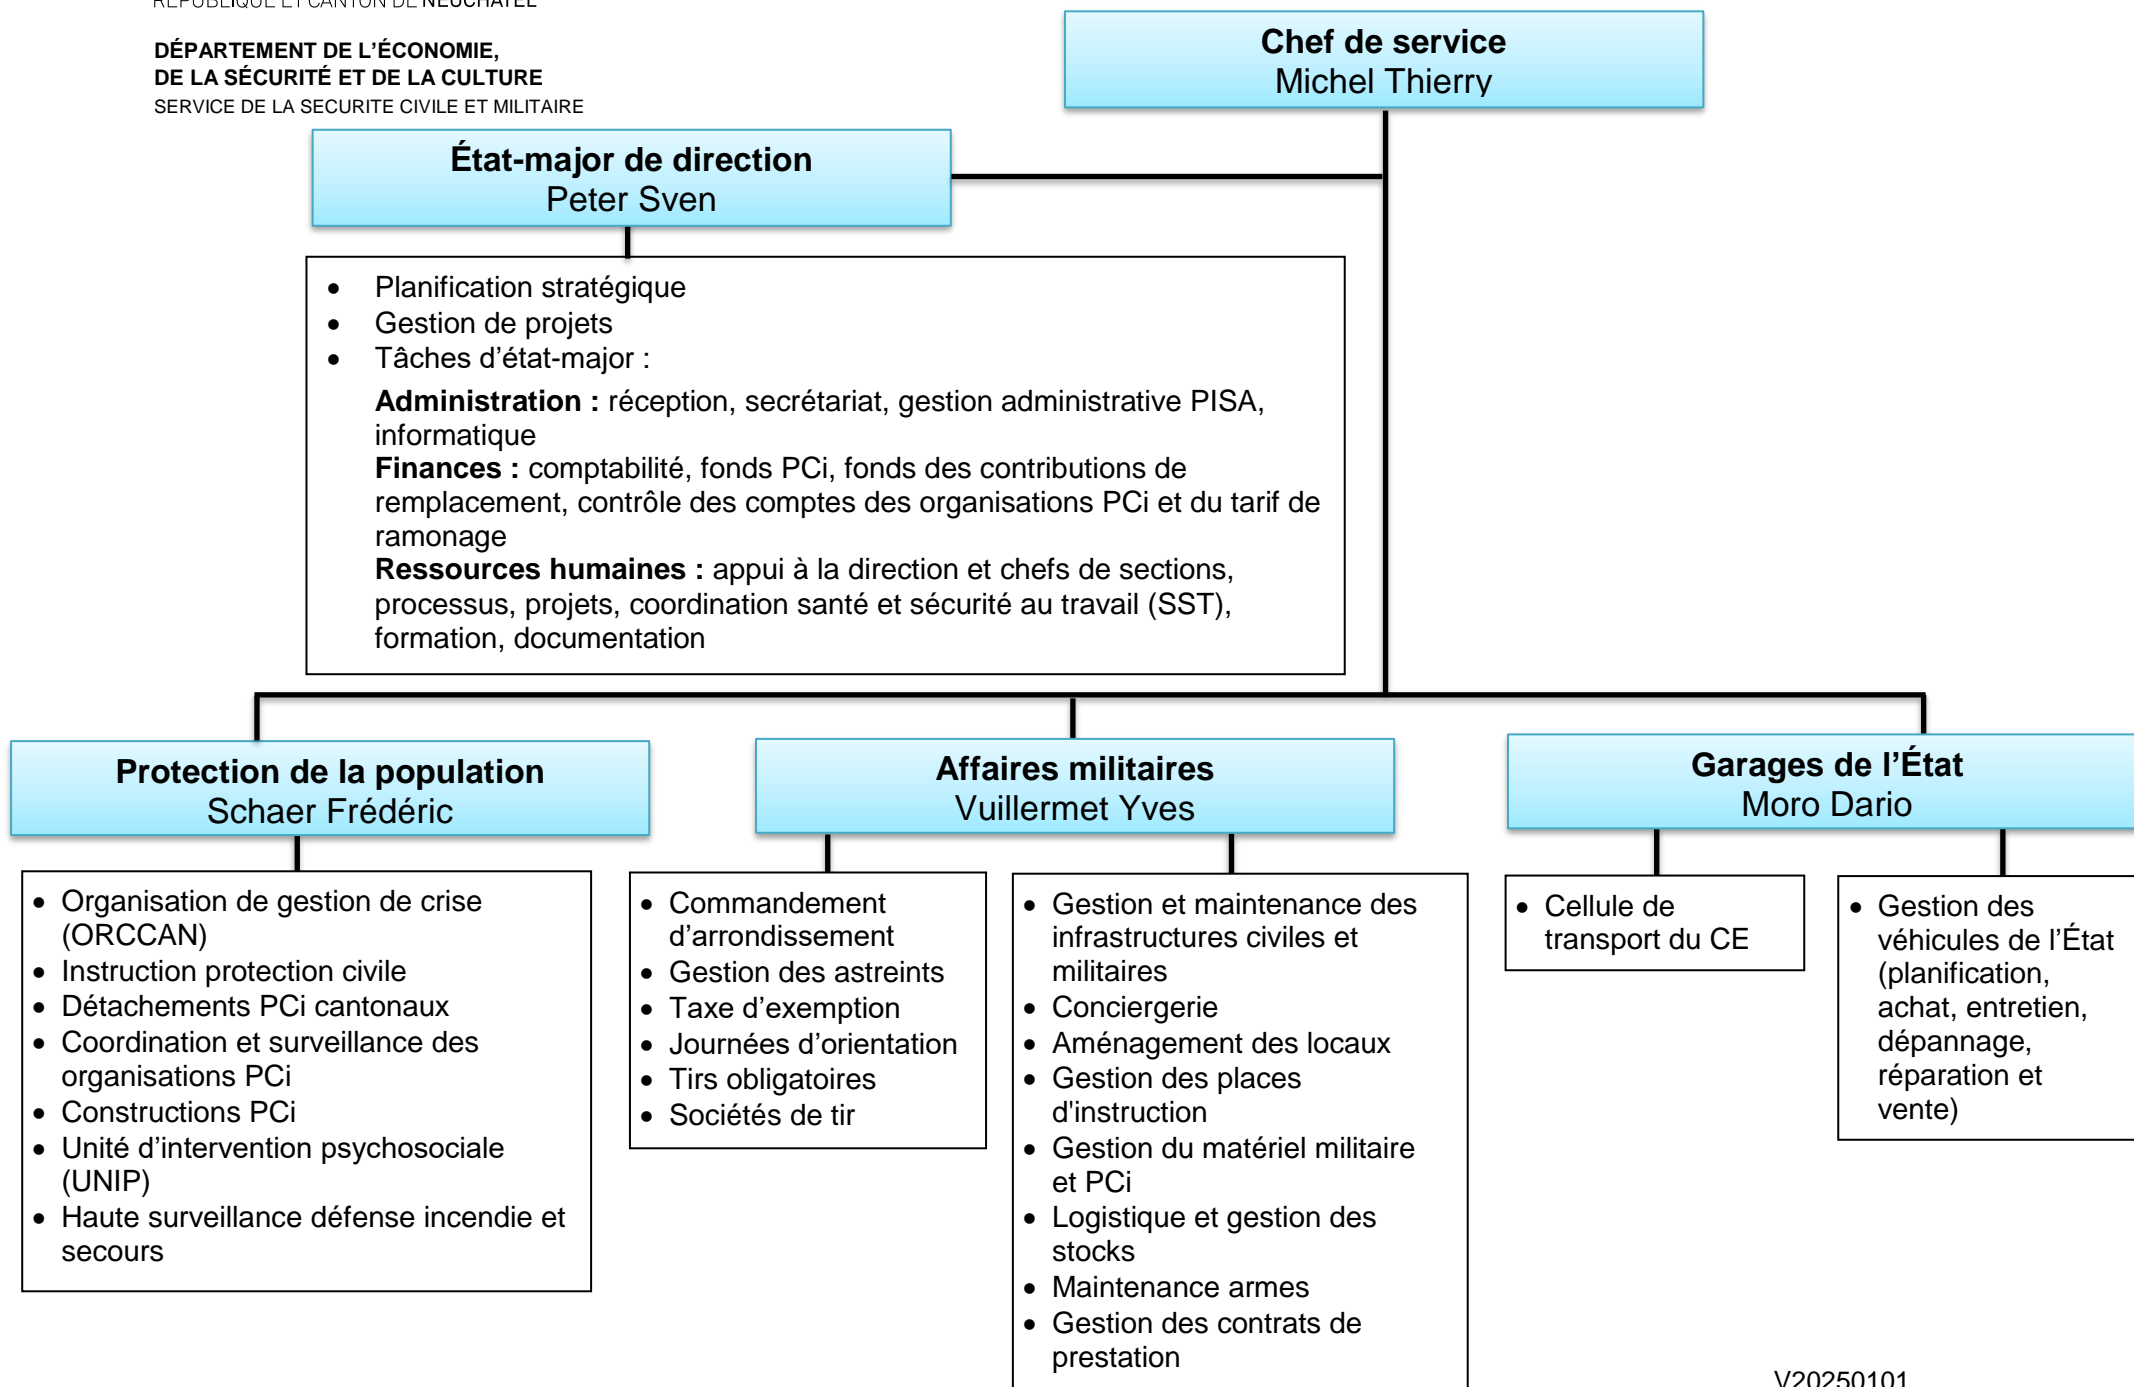 RÉPUBLIQUE ET CANTON DE NEUCHÂTEL
DÉPARTEMENT DE L’ÉCONOMIE,
DE LA SÉCURITÉ ET DE LA CULTURE
SERVICE DE LA SECURITE CIVILE ET MILITAIRE
Chef de service
Michel Thierry
État-major de direction
Peter Sven
• Planification stratégique
• Gestion de projets
• Tâches d’état-major :
Administration : réception, secrétariat, gestion administrative PISA,
informatique
Finances : comptabilité, fonds PCi, fonds des contributions de
remplacement, contrôle des comptes des organisations PCi et du tarif de
ramonage
Ressources humaines : appui à la direction et chefs de sections,
processus, projets, coordination santé et sécurité au travail (SST),
formation, documentation
Protection de la population
Schaer Frédéric
• Organisation de gestion de crise
(ORCCAN)
• Instruction protection civile
• Détachements PCi cantonaux
• Coordination et surveillance des
organisations PCi
• Constructions PCi
• Unité d’intervention psychosociale
(UNIP)
• Haute surveillance défense incendie et
secours
Affaires militaires
Vuillermet Yves
• Commandement
d’arrondissement
• Gestion des astreints
• Taxe d’exemption
• Journées d’orientation
• Tirs obligatoires
• Sociétés de tir
• Gestion et maintenance des
infrastructures civiles et
militaires
• Conciergerie
• Aménagement des locaux
• Gestion des places
d'instruction
• Gestion du matériel militaire
et PCi
• Logistique et gestion des
stocks
• Maintenance armes
• Gestion des contrats de
prestation
Garages de l’État
Moro Dario
• Cellule de
transport du CE
• Gestion des
véhicules de l’État
(planification,
achat, entretien,
dépannage,
réparation et
vente)
V20250101